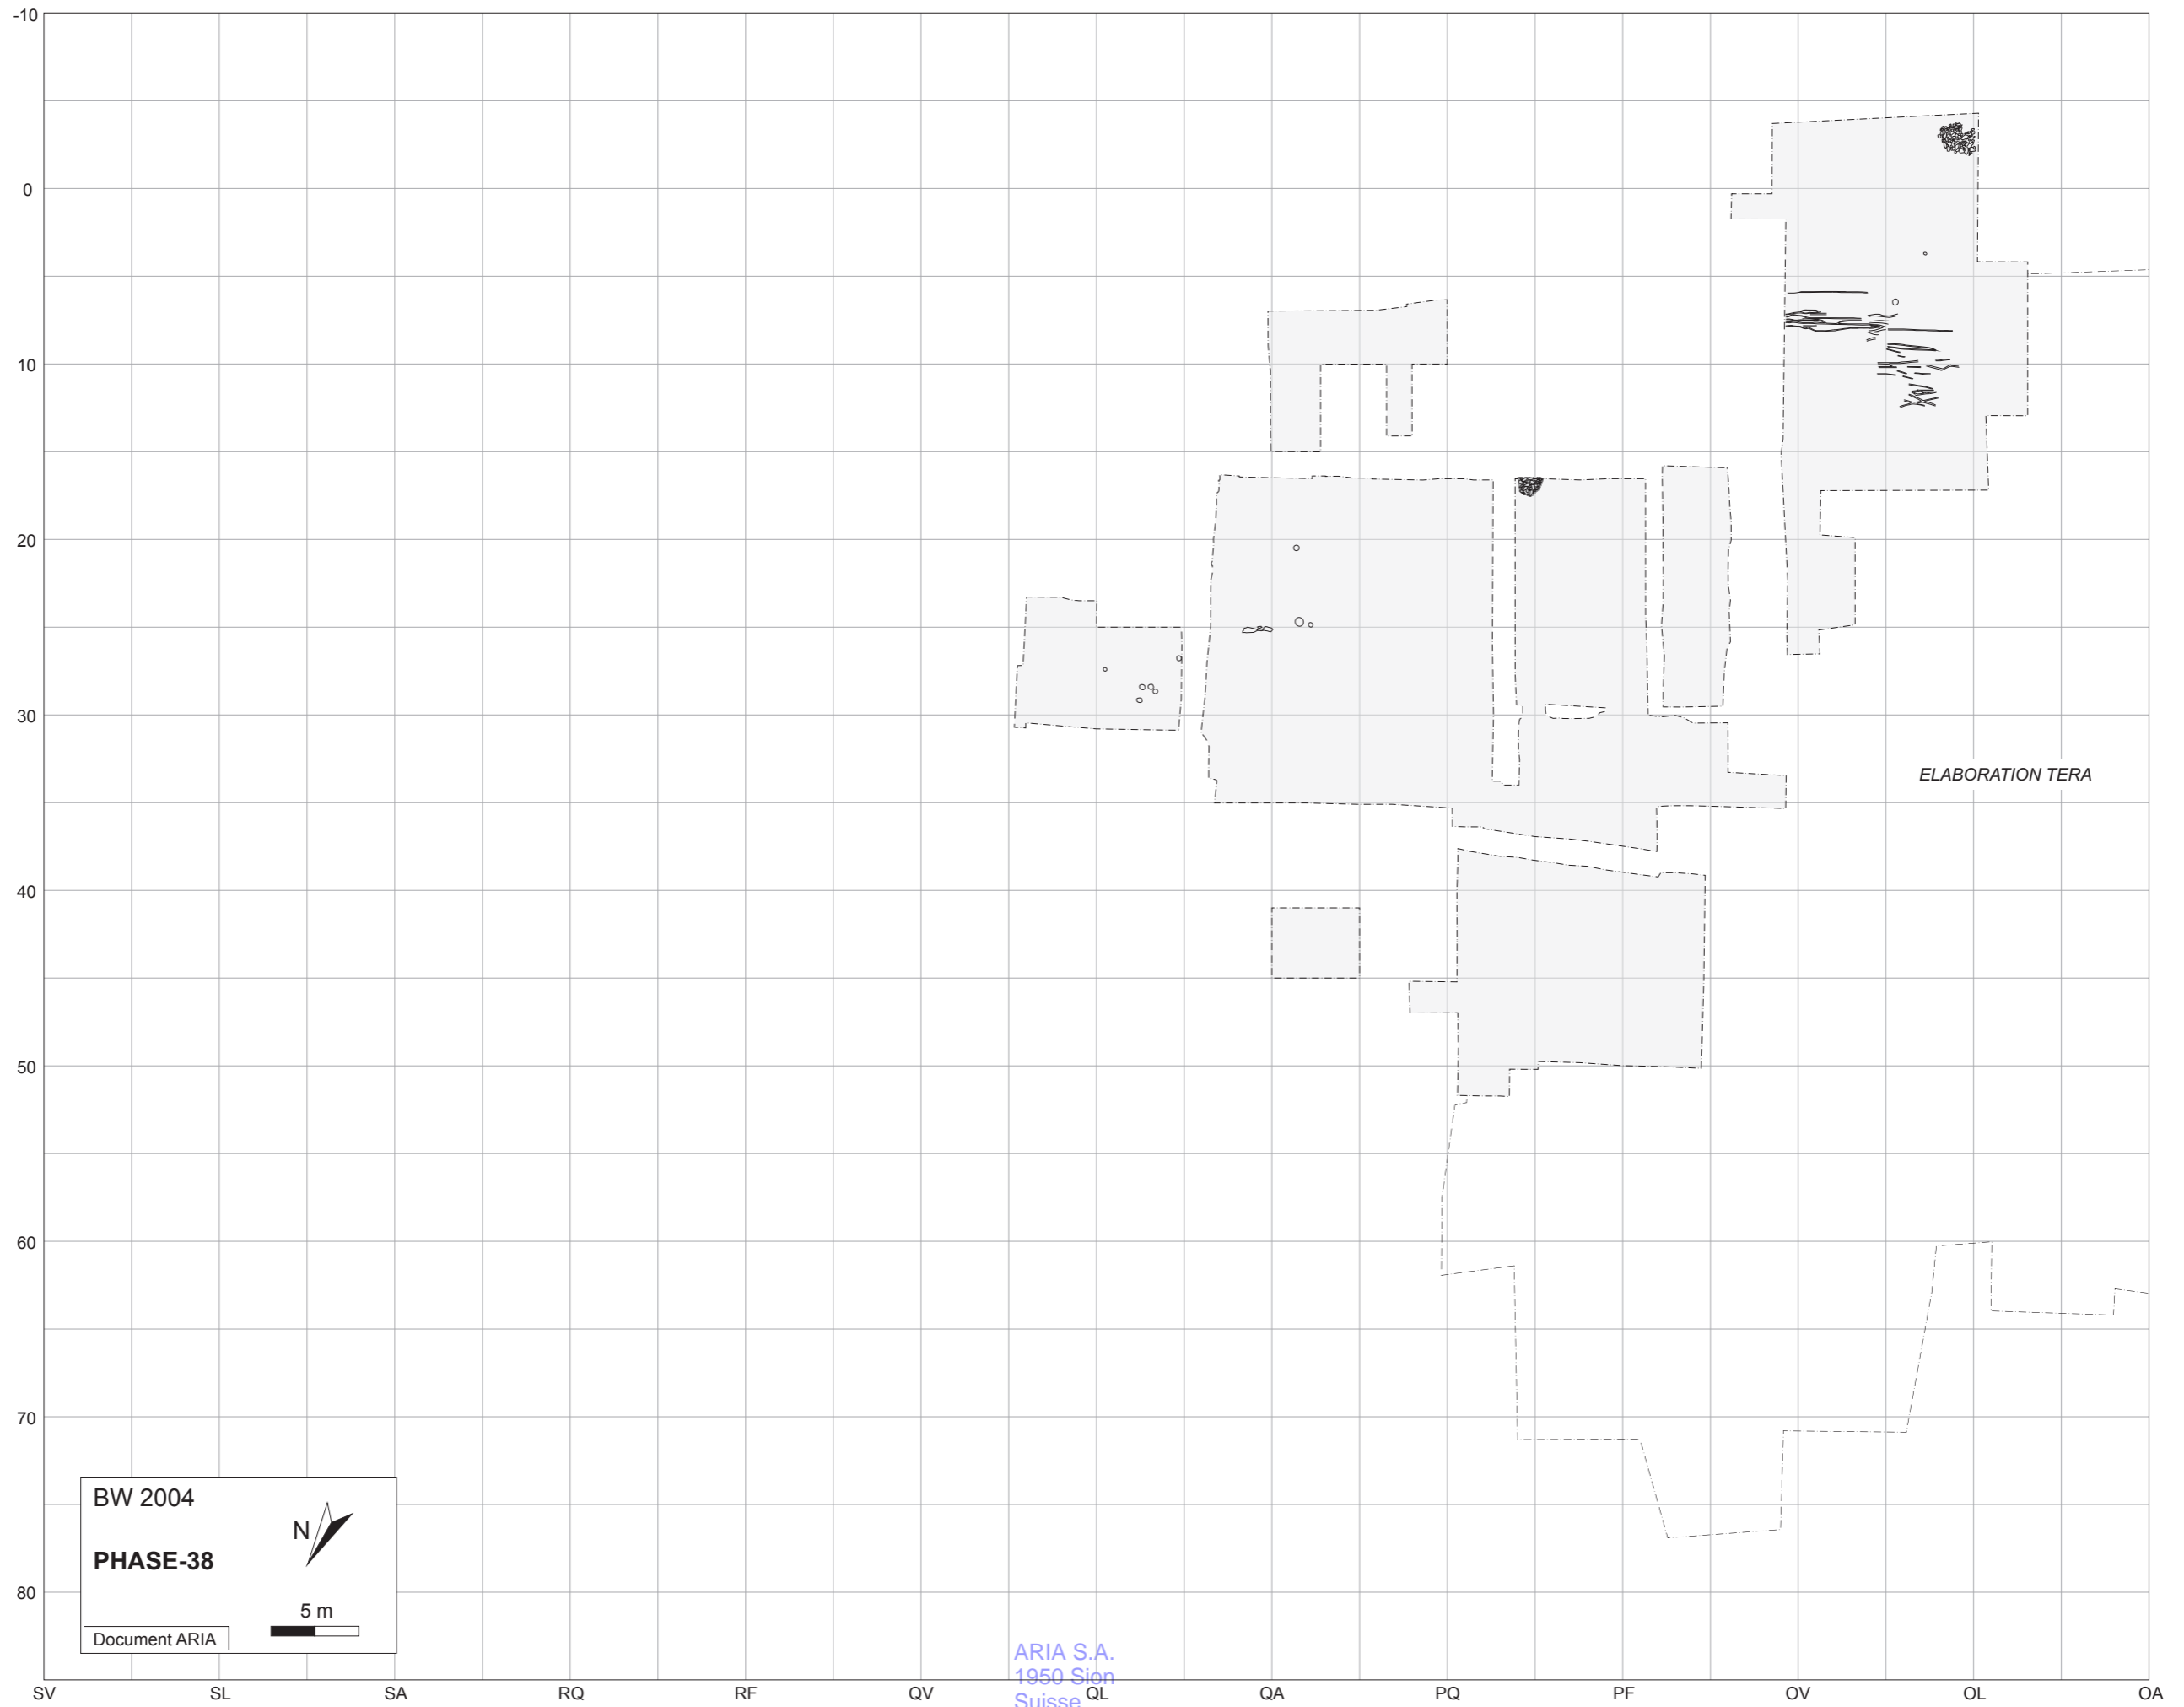 -10
0
10
20
30
40
50
60
70
80
ELABORATION TERA
BW 2004
N
PHASE-38
5 m
Document ARIA
ARIA S.A.
1950 Sion
Suisse
SV SL SA RQ RF QV QL QA PQ PF OV OL OA